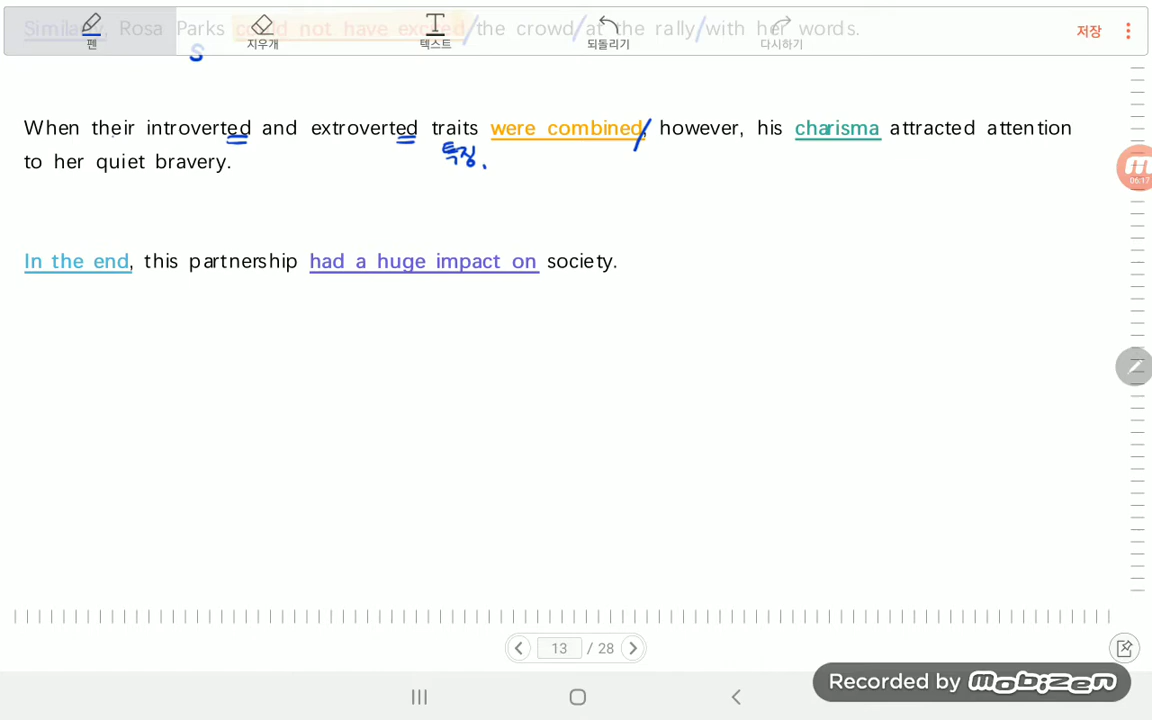 Similarly, Rosa Parks could not have excited/the crowd/at the rally/with her words.
펜 지우개 텍스트 되돌리기 다시하기 저장
S
When their introverted and extroverted traits were combined/, however, his charisma attracted attention
특징.
to her quiet bravery.
In the end, this partnership had a huge impact on society.
06:17
13 / 28
Recorded by mobizen